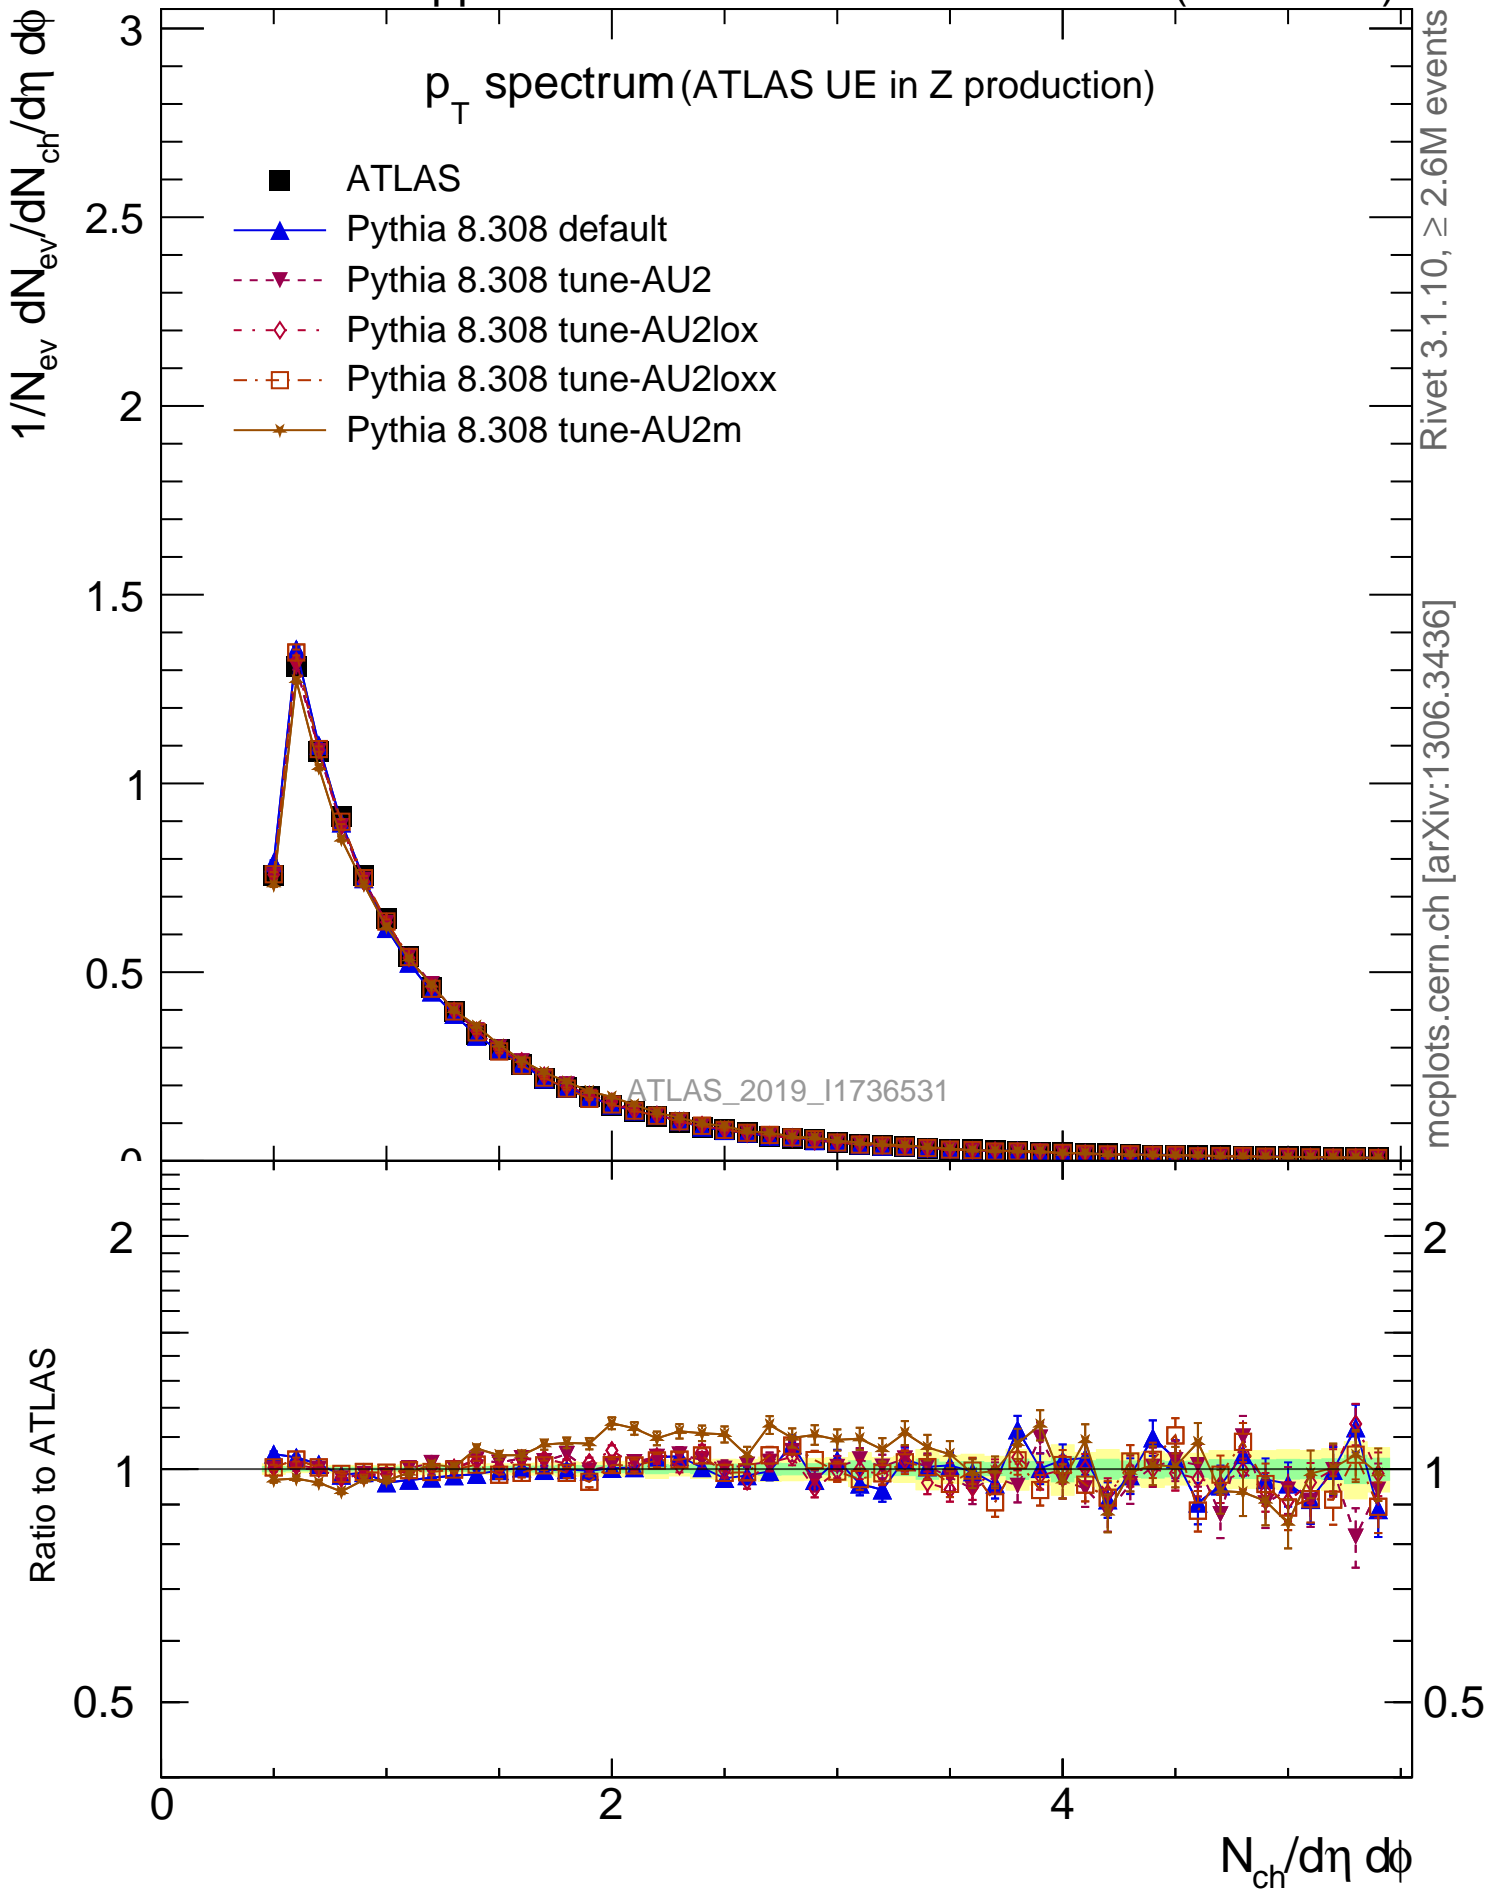 pp
p_T spectrum (ATLAS UE in Z production)
1/N_ev dN_ev/dN_ch/dη dϕ
ATLAS
Pythia 8.308 default
Pythia 8.308 tune-AU2
Pythia 8.308 tune-AU2lox
Pythia 8.308 tune-AU2loxx
Pythia 8.308 tune-AU2m
3
2.5
2
1.5
1
0.5
0
ATLAS_2019_I1736531
Rivet 3.1.10, ≥ 2.6M events
mcplots.cern.ch [arXiv:1306.3436]
Ratio to ATLAS
2
1
0.5
2
1
0.5
0
2
4
N_ch/dη dϕ